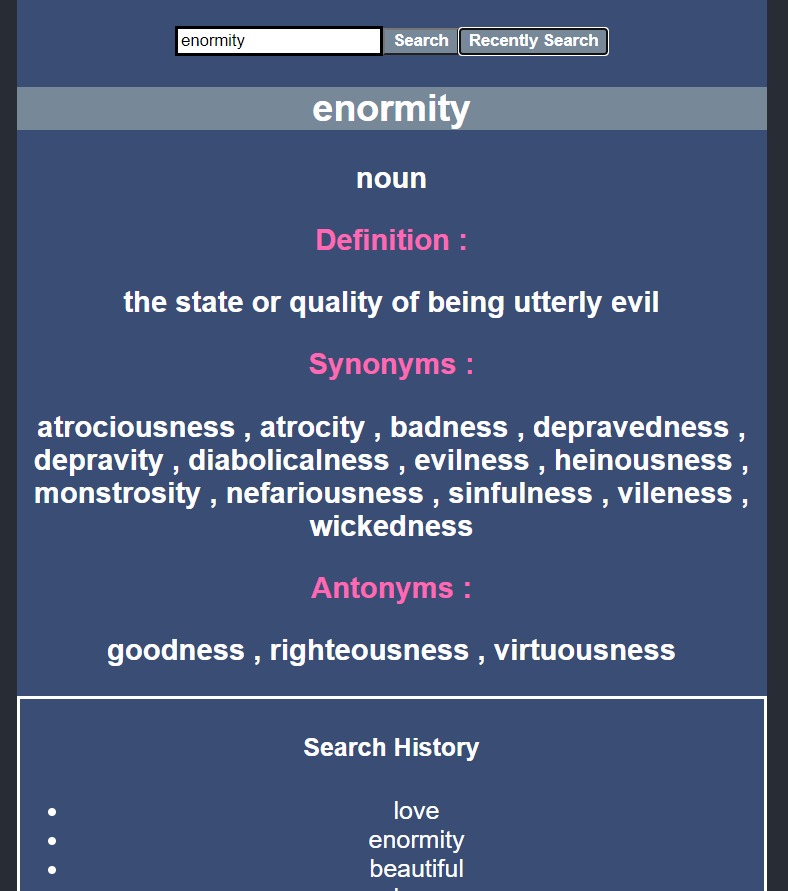 enormity Search Recently Search
enormity
noun
Definition :
the state or quality of being utterly evil
Synonyms :
atrociousness , atrocity , badness , depravedness ,
depravity , diabolicalness , evilness , heinousness ,
monstrosity , nefariousness , sinfulness , vileness ,
wickedness
Antonyms :
goodness , righteousness , virtuousness
Search History
love
enormity
beautiful